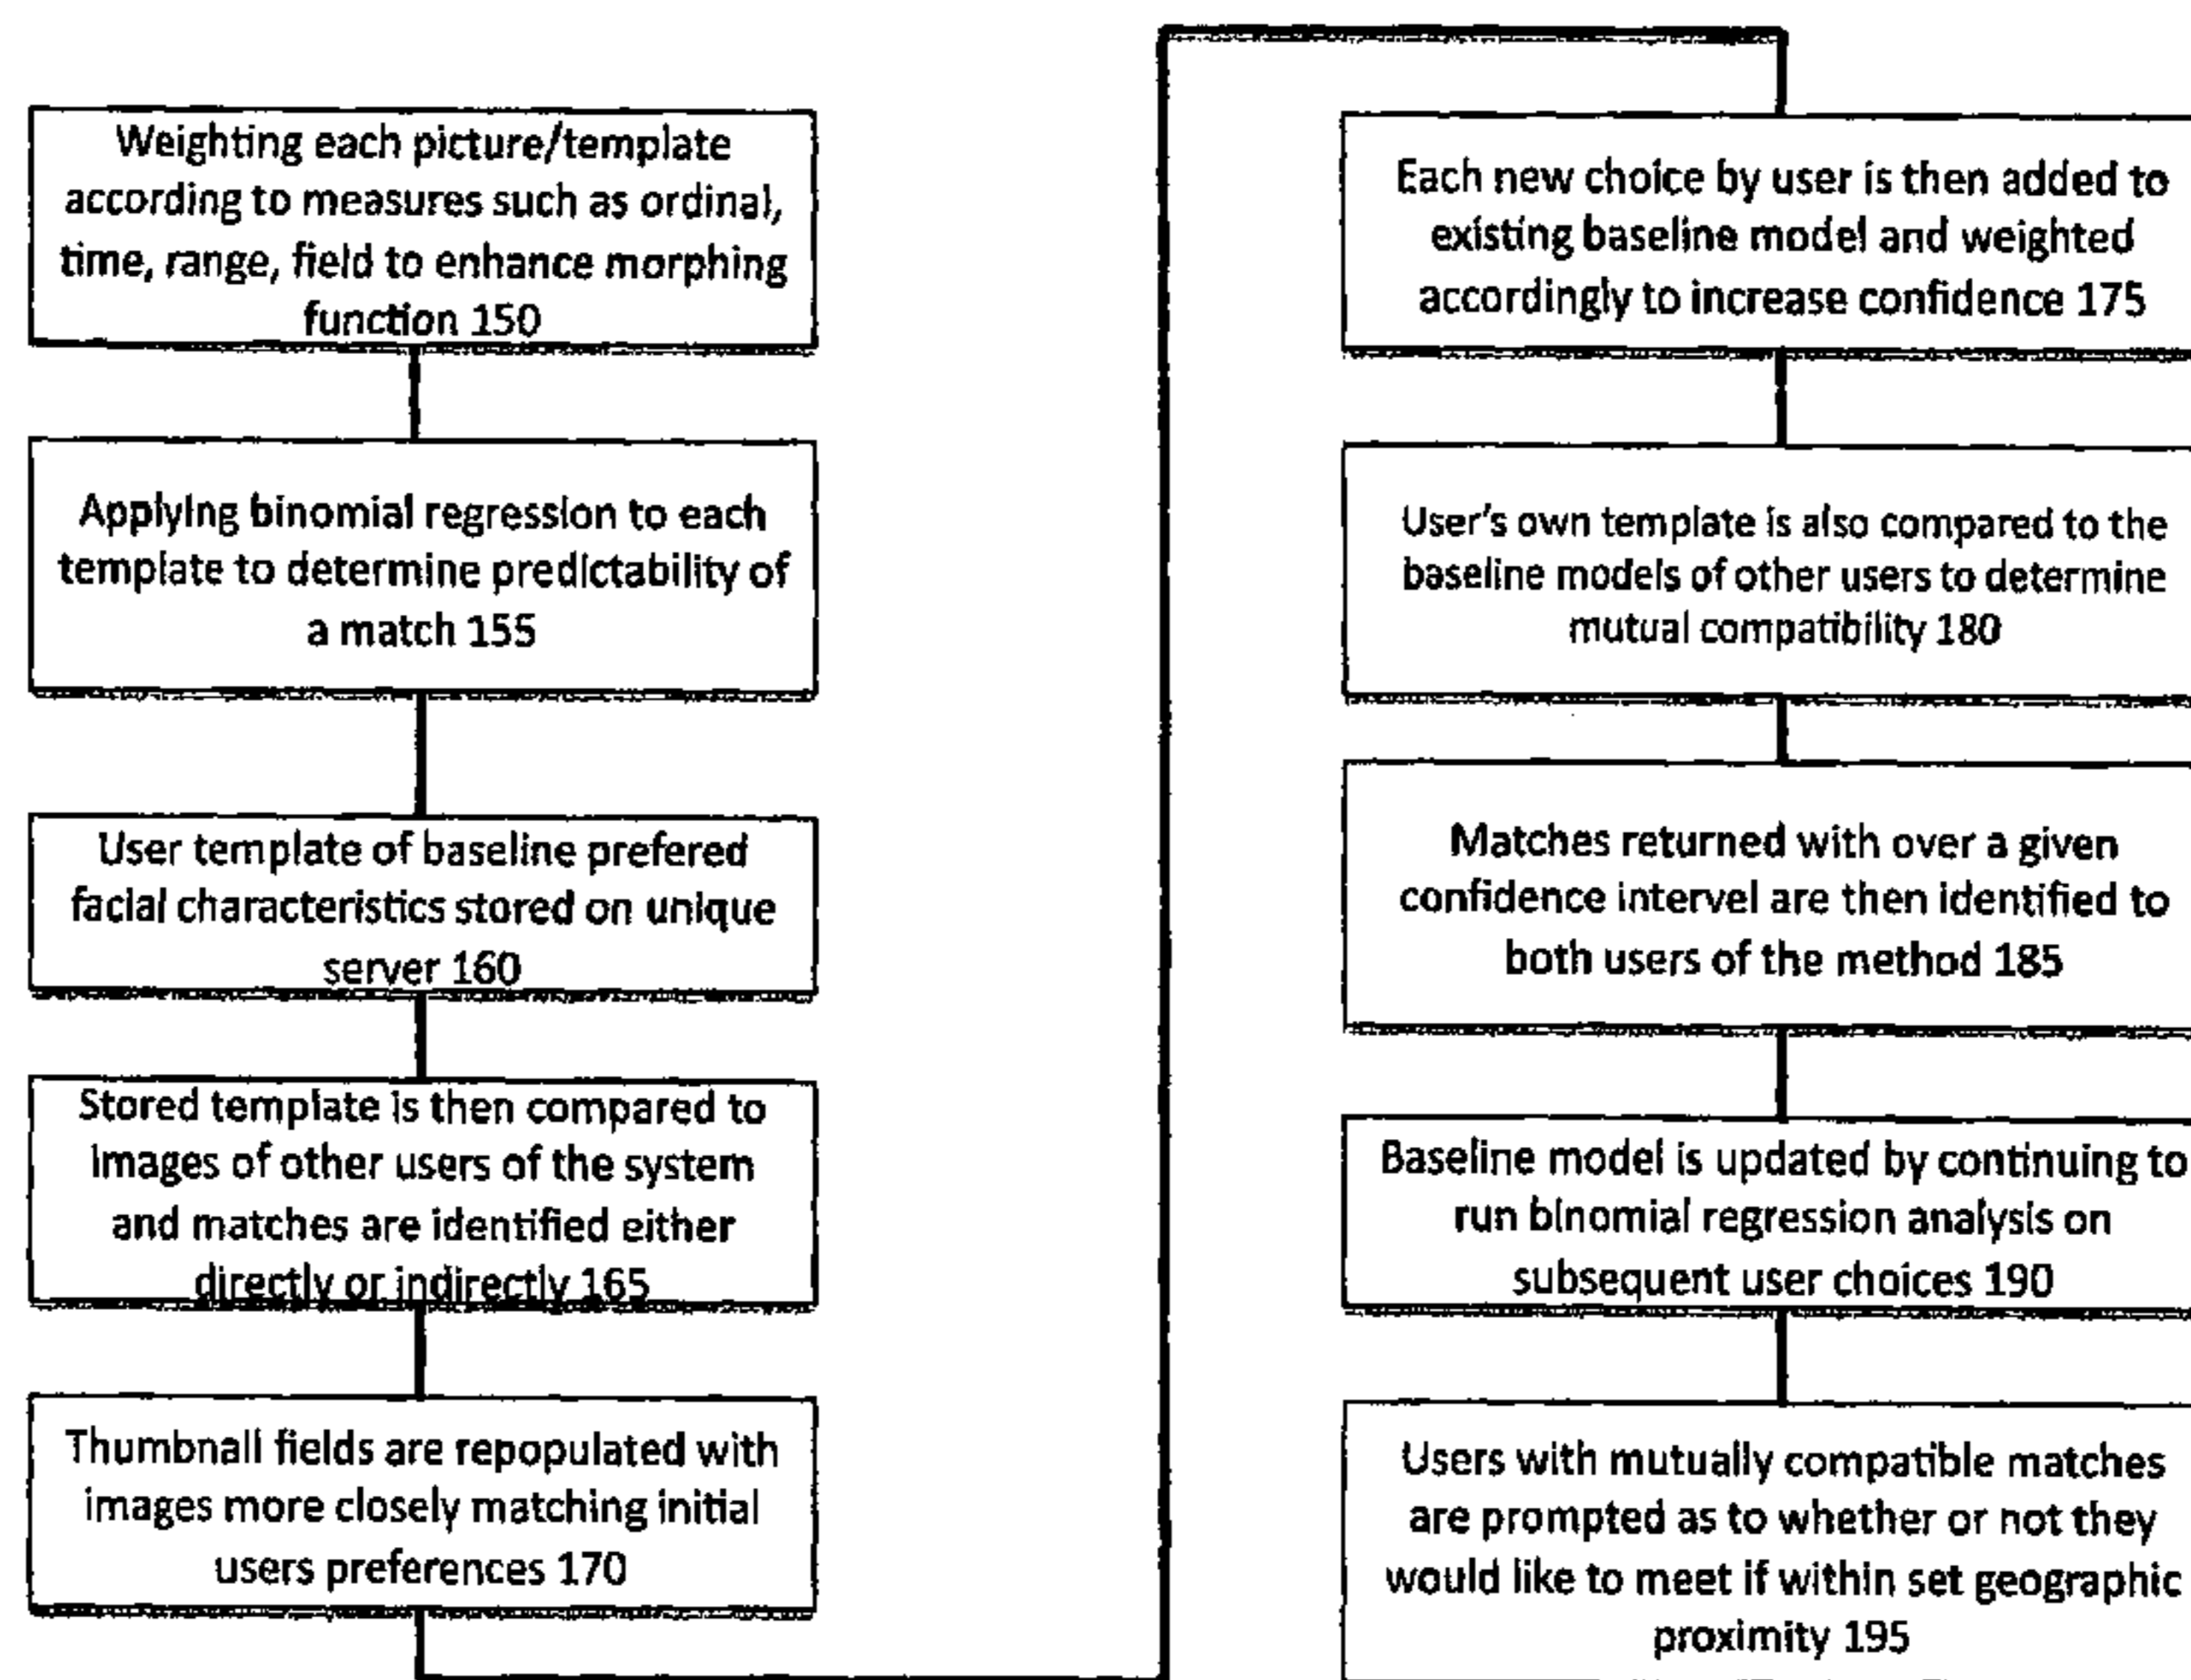 Weighting each picture/template
according to measures such as ordinal,
time, range, field to enhance morphing
function 150
Applying binomial regression to each
template to determine predictability of
a match 155
User template of baseline prefered
facial characteristics stored on unique
server 160
Stored template is then compared to
images of other users of the system
and matches are identified either
directly or indirectly 165
Thumbnail fields are repopulated with
images more closely matching initial
users preferences 170
Each new choice by user is then added to
existing baseline model and weighted
accordingly to increase confidence 175
User's own template is also compared to the
baseline models of other users to determine
mutual compatibility 180
Matches returned with over a given
confidence intervel are then identified to
both users of the method 185
Baseline model is updated by continuing to
run binomial regression analysis on
subsequent user choices 190
Users with mutually compatible matches
are prompted as to whether or not they
would like to meet if within set geographic
proximity 195